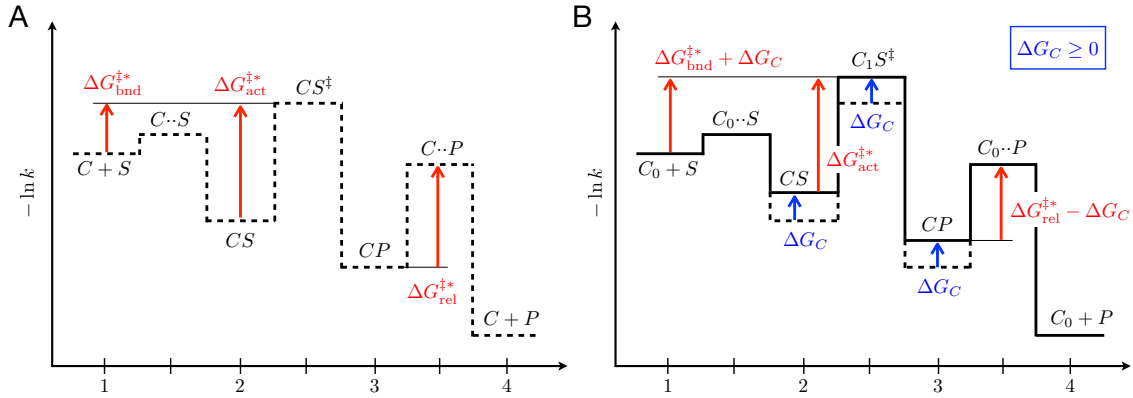 A
− ln k
ΔG‡*bnd
ΔG‡*act
CS‡
C··S
C + S
C··P
CS
CP
ΔG‡*rel
C + P
1 2 3 4
B
− ln k
ΔG‡*bnd + ΔGC
C1S‡
ΔGC ≥ 0
ΔGC
C0··S
C0··P
C0 + S
CS
ΔG‡*act
CP
ΔG‡*rel − ΔGC
ΔGC
ΔGC
C0 + P
1 2 3 4